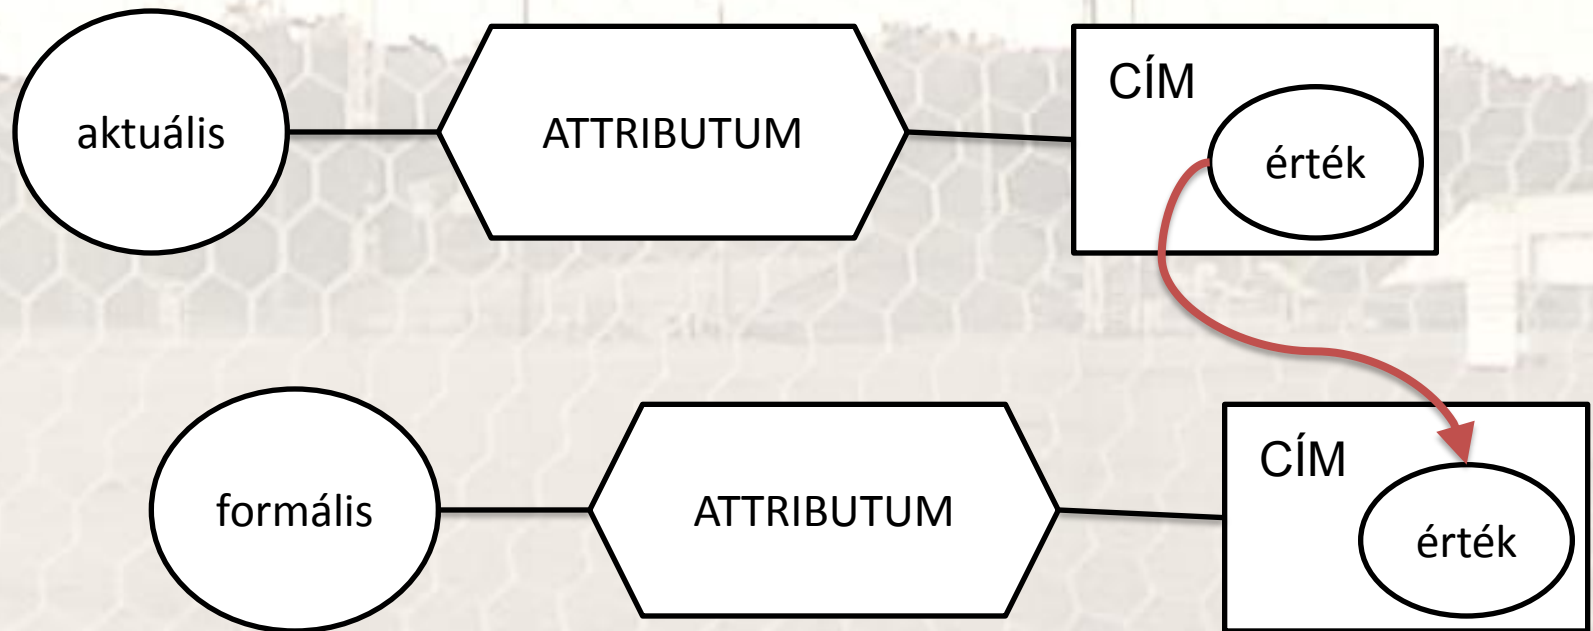 aktuális
ATTRIBUTUM
CÍM
érték
formális
ATTRIBUTUM
CÍM
érték